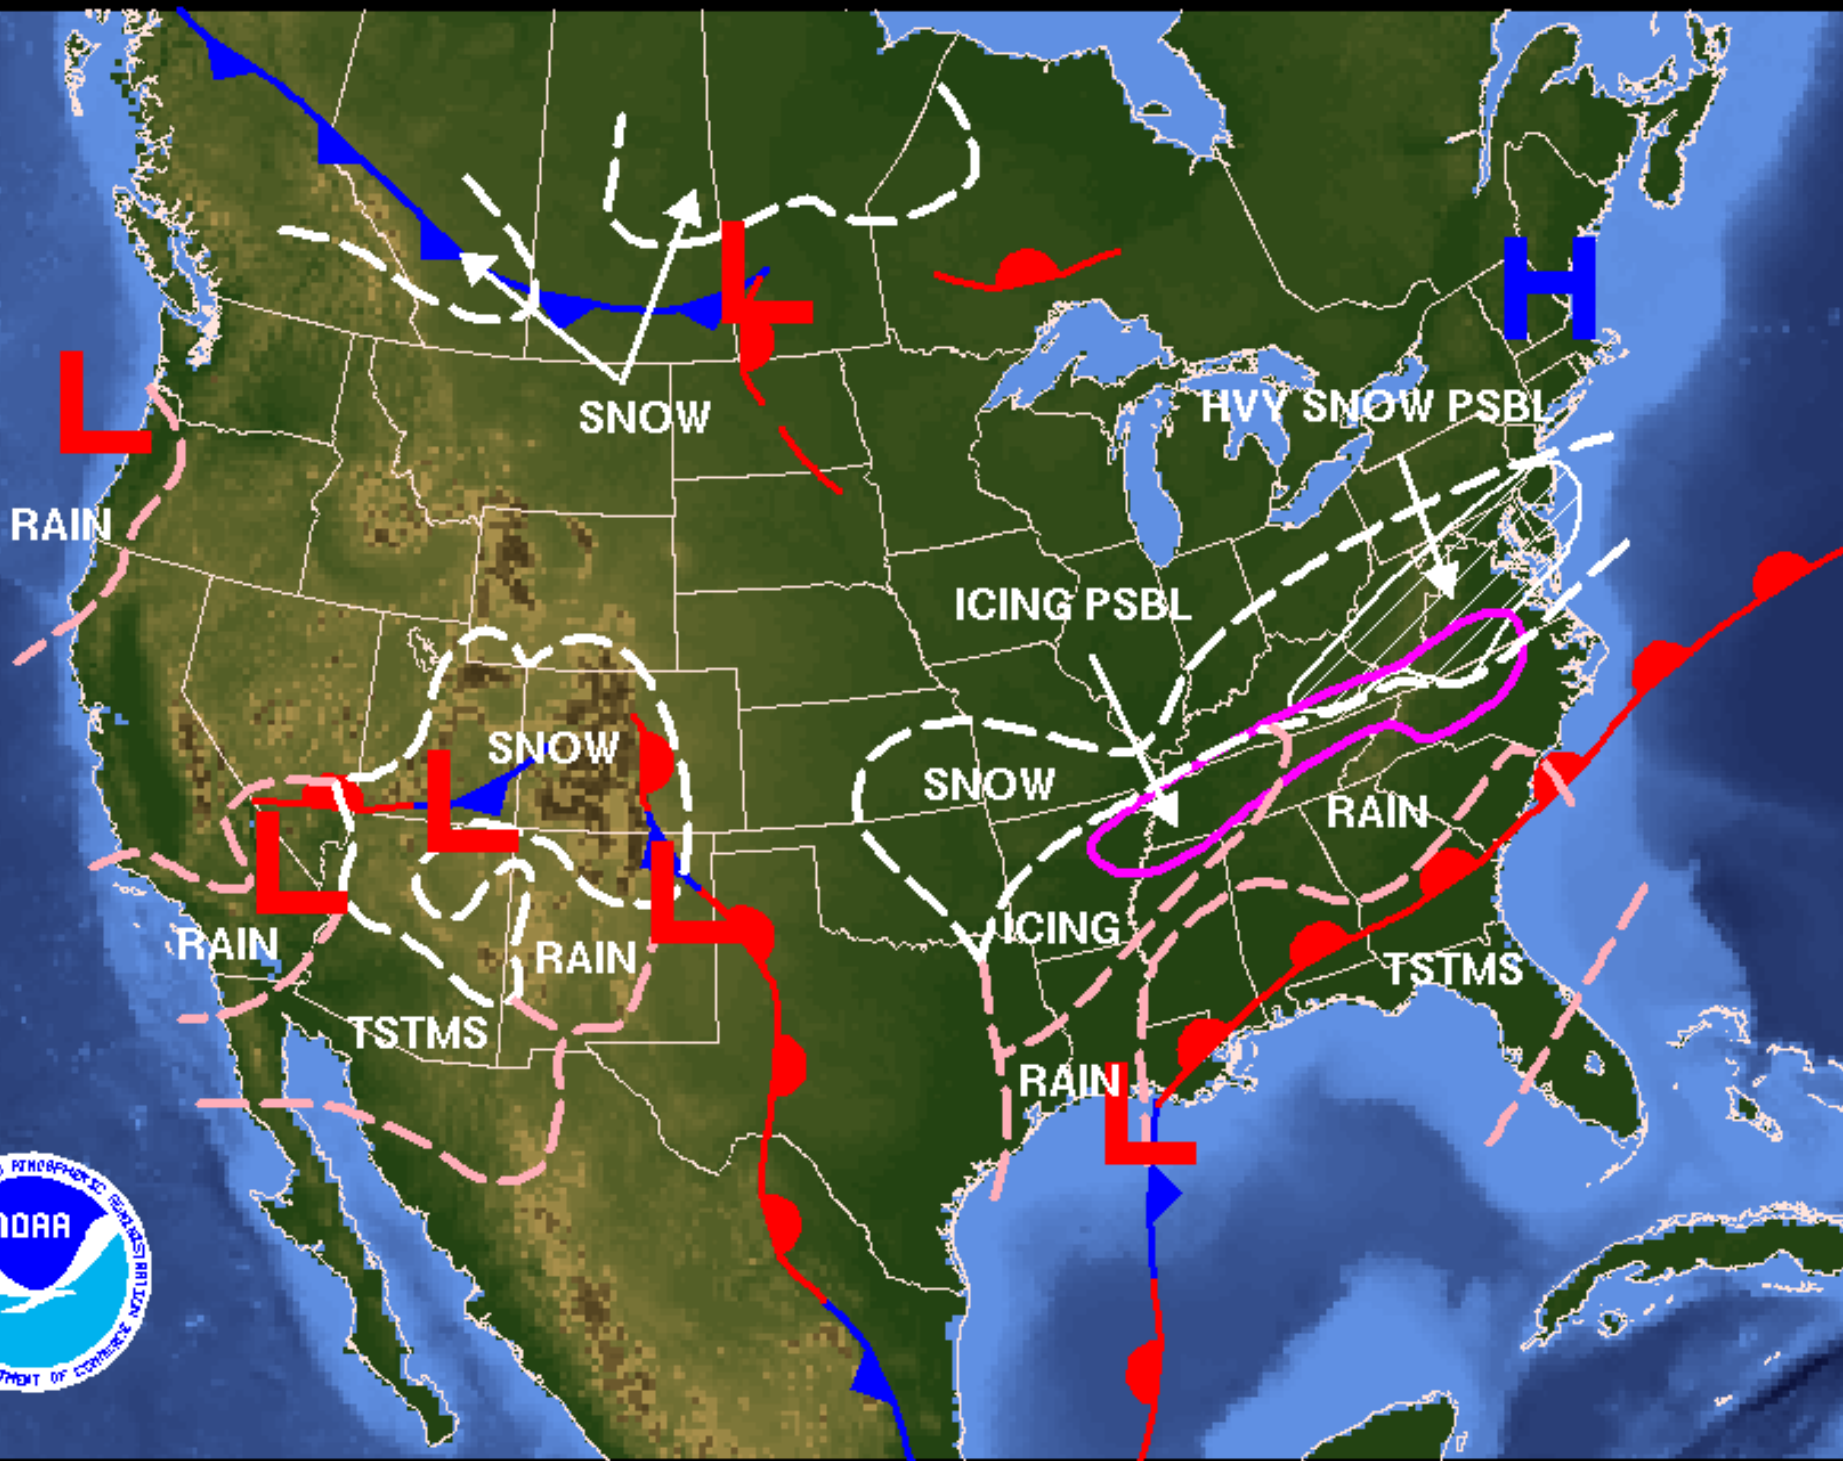 L
H
HVY SNOW PSBL
SNOW
L
RAIN
ICING PSBL
SNOW
SNOW
L
RAIN
L
L
ICING
RAIN
RAIN
TSTMS
TSTMS
RAIN
L
NOAA